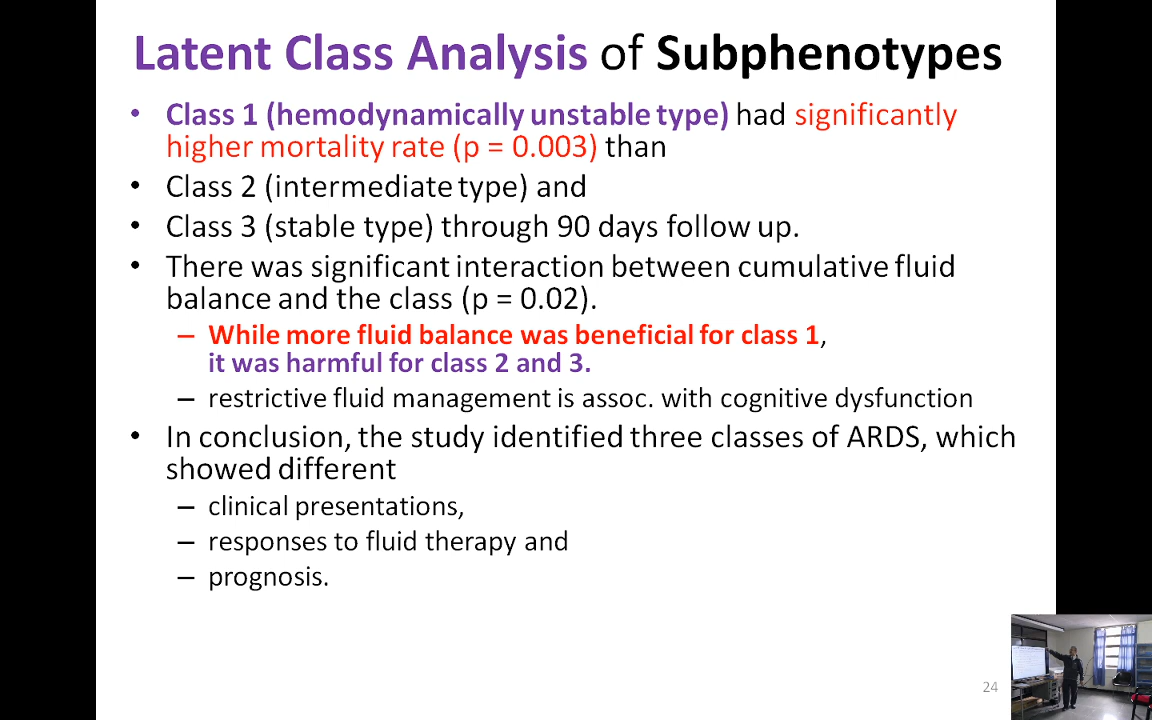 Latent Class Analysis of Subphenotypes
• Class 1 (hemodynamically unstable type) had significantly
higher mortality rate (p = 0.003) than
• Class 2 (intermediate type) and
• Class 3 (stable type) through 90 days follow up.
• There was significant interaction between cumulative fluid
balance and the class (p = 0.02).
– While more fluid balance was beneficial for class 1,
it was harmful for class 2 and 3.
– restrictive fluid management is assoc. with cognitive dysfunction
• In conclusion, the study identified three classes of ARDS, which
showed different
– clinical presentations,
– responses to fluid therapy and
– prognosis.
24